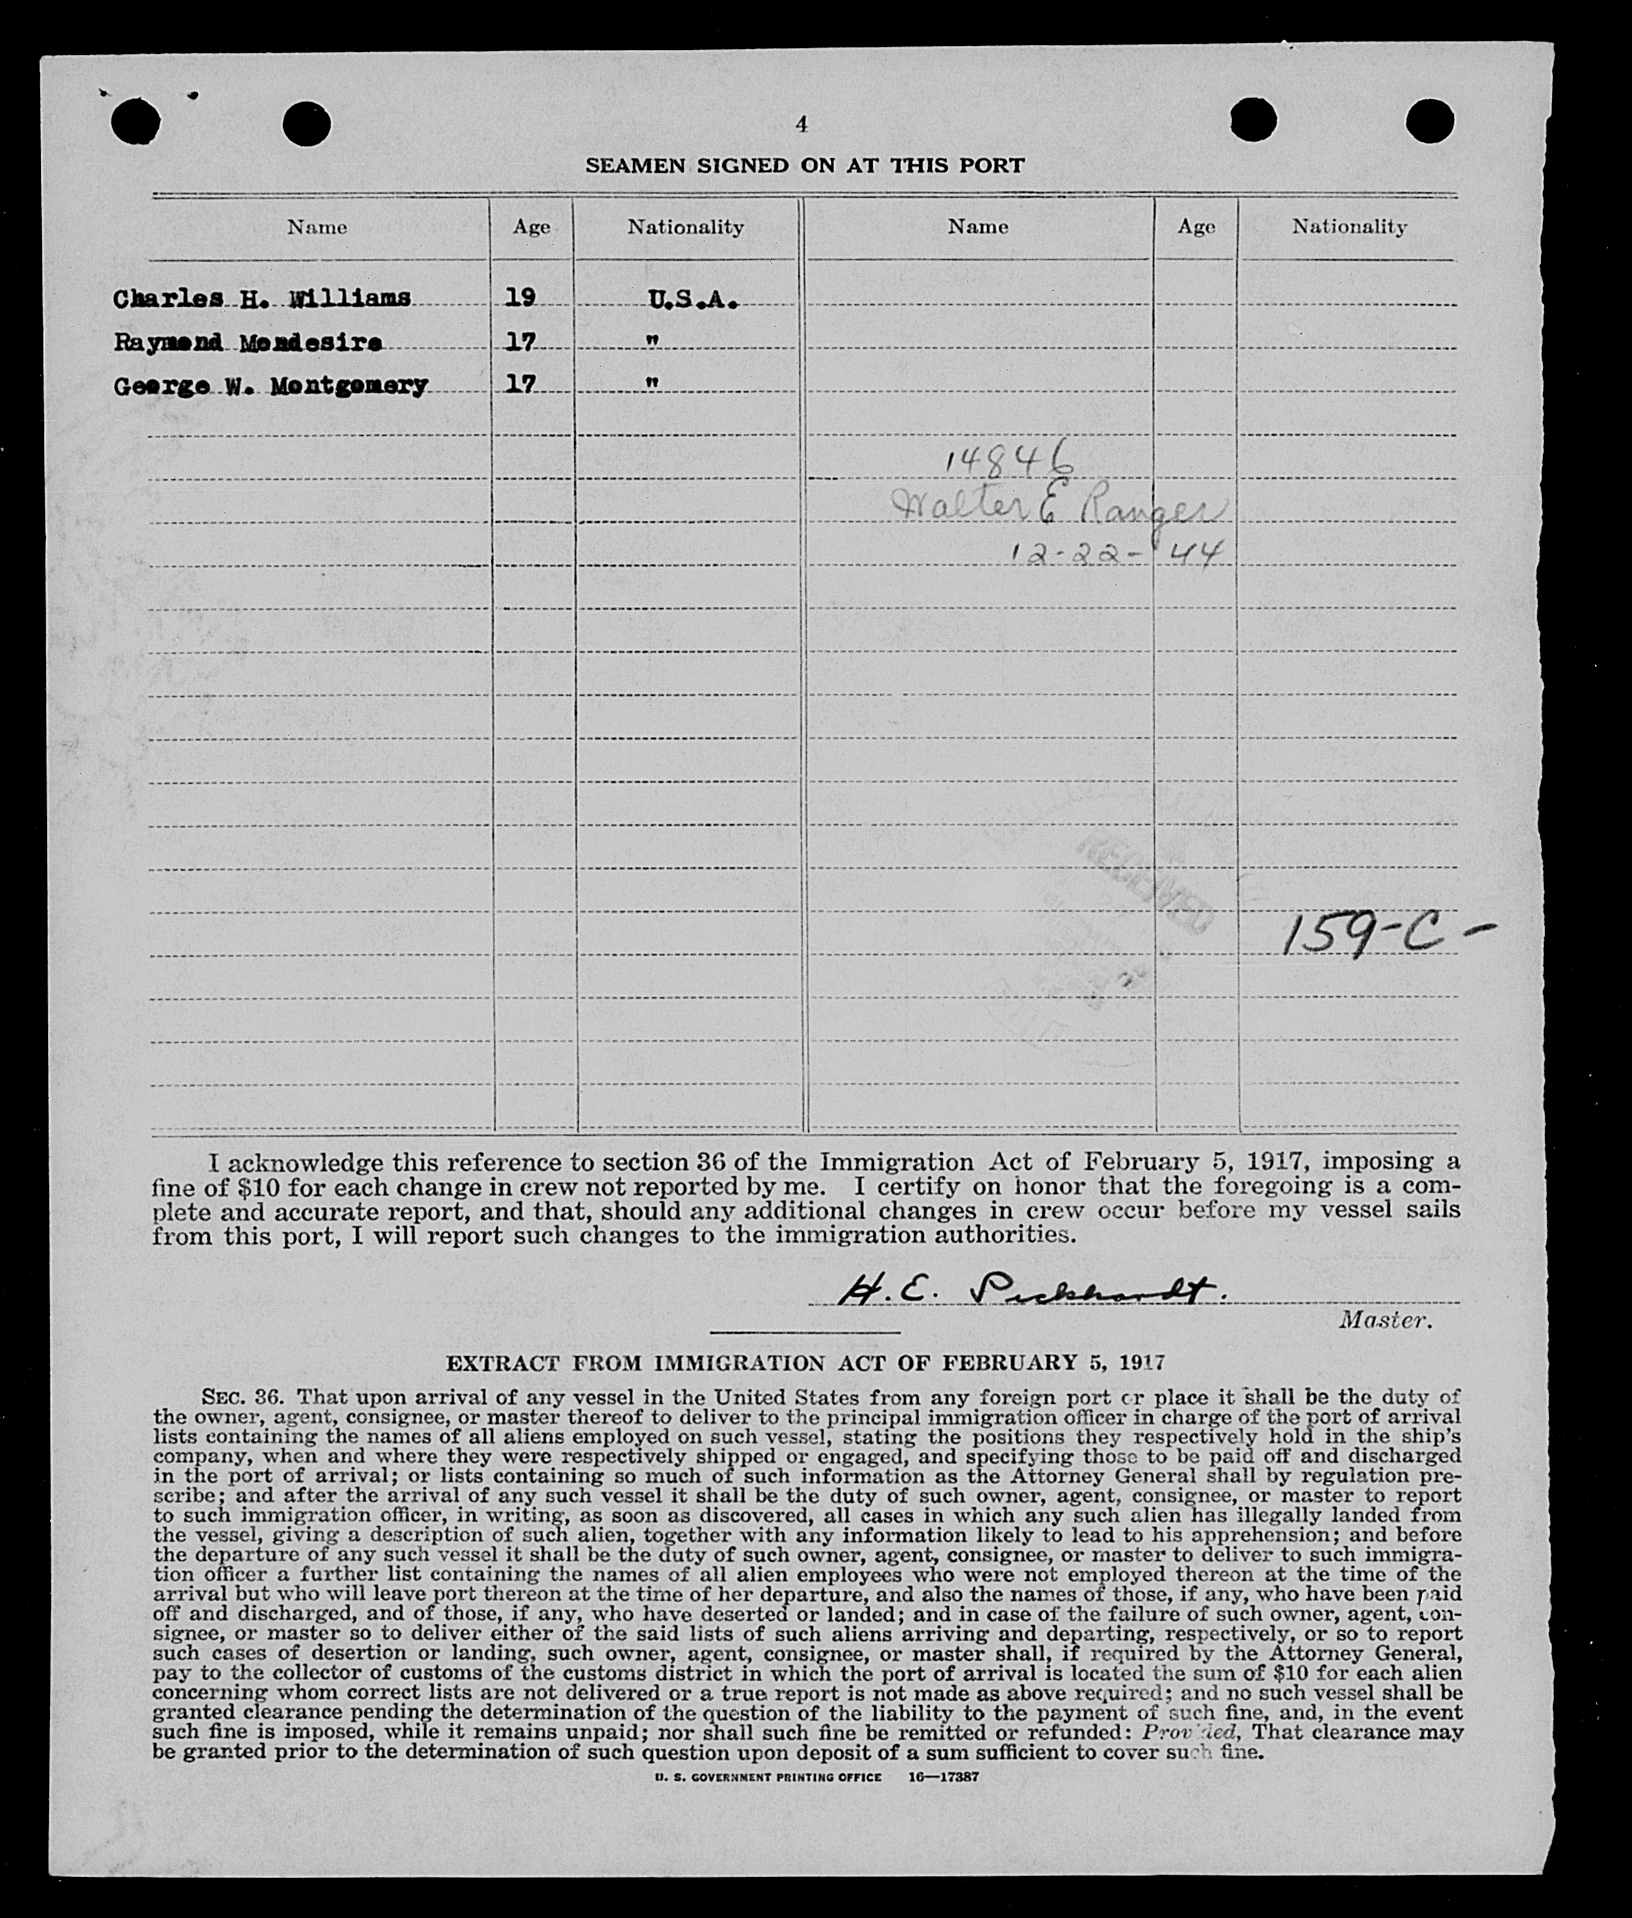 4
SEAMEN SIGNED ON AT THIS PORT
Name Age Nationality Name Age Nationality
Charles H. Williams 19 U.S.A.
Raymond Mondesire 17 "
George W. Montgomery 17 "
14846
Walter E Ranger
12-22-44
RECEIVED
159-C-
I acknowledge this reference to section 36 of the Immigration Act of February 5, 1917, imposing a
fine of $10 for each change in crew not reported by me. I certify on honor that the foregoing is a com-
plete and accurate report, and that, should any additional changes in crew occur before my vessel sails
from this port, I will report such changes to the immigration authorities.
H. E. Pickhardt.
Master.
EXTRACT FROM IMMIGRATION ACT OF FEBRUARY 5, 1917
SEC. 36. That upon arrival of any vessel in the United States from any foreign port or place it shall be the duty of
the owner, agent, consignee, or master thereof to deliver to the principal immigration officer in charge of the port of arrival
lists containing the names of all aliens employed on such vessel, stating the positions they respectively hold in the ship's
company, when and where they were respectively shipped or engaged, and specifying those to be paid off and discharged
in the port of arrival; or lists containing so much of such information as the Attorney General shall by regulation pre-
scribe; and after the arrival of any such vessel it shall be the duty of such owner, agent, consignee, or master to report
to such immigration officer, in writing, as soon as discovered, all cases in which any such alien has illegally landed from
the vessel, giving a description of such alien, together with any information likely to lead to his apprehension; and before
the departure of any such vessel it shall be the duty of such owner, agent, consignee, or master to deliver to such immigra-
tion officer a further list containing the names of all alien employees who were not employed thereon at the time of the
arrival but who will leave port thereon at the time of her departure, and also the names of those, if any, who have been paid
off and discharged, and of those, if any, who have deserted or landed; and in case of the failure of such owner, agent, con-
signee, or master so to deliver either of the said lists of such aliens arriving and departing, respectively, or so to report
such cases of desertion or landing, such owner, agent, consignee, or master shall, if required by the Attorney General,
pay to the collector of customs of the customs district in which the port of arrival is located the sum of $10 for each alien
concerning whom correct lists are not delivered or a true report is not made as above required; and no such vessel shall be
granted clearance pending the determination of the question of the liability to the payment of such fine, and, in the event
such fine is imposed, while it remains unpaid; nor shall such fine be remitted or refunded: Provided, That clearance may
be granted prior to the determination of such question upon deposit of a sum sufficient to cover such fine.
U. S. GOVERNMENT PRINTING OFFICE 16—17387